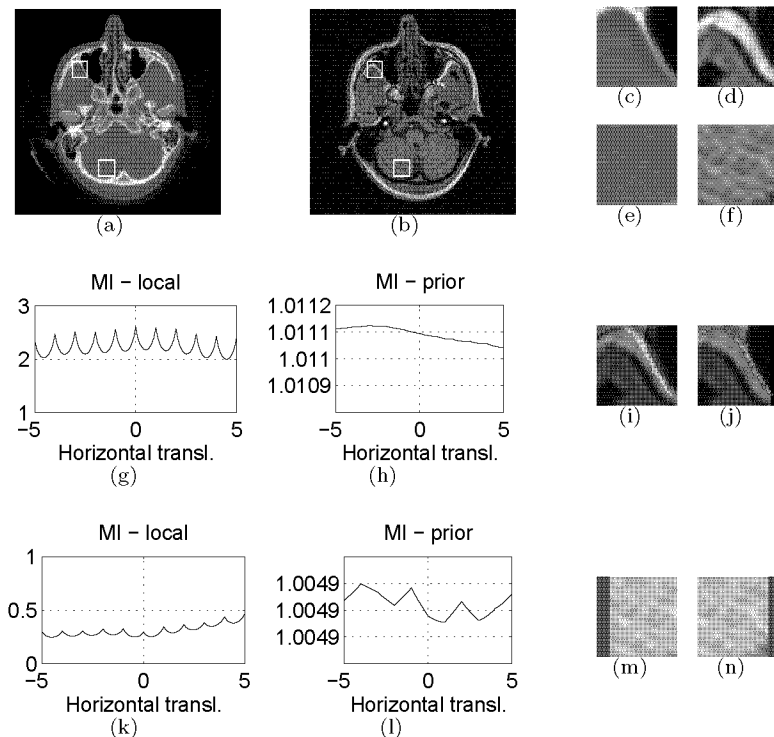 (a)
(b)
(c)
(d)
(e)
(f)
MI – local
3
2
1
−5
0
5
Horizontal transl.
(g)
MI – prior
1.0112
1.0111
1.011
1.0109
−5
0
5
Horizontal transl.
(h)
(i)
(j)
MI – local
1
0.5
0
−5
0
5
Horizontal transl.
(k)
MI – prior
1.0049
1.0049
1.0049
−5
0
5
Horizontal transl.
(l)
(m)
(n)